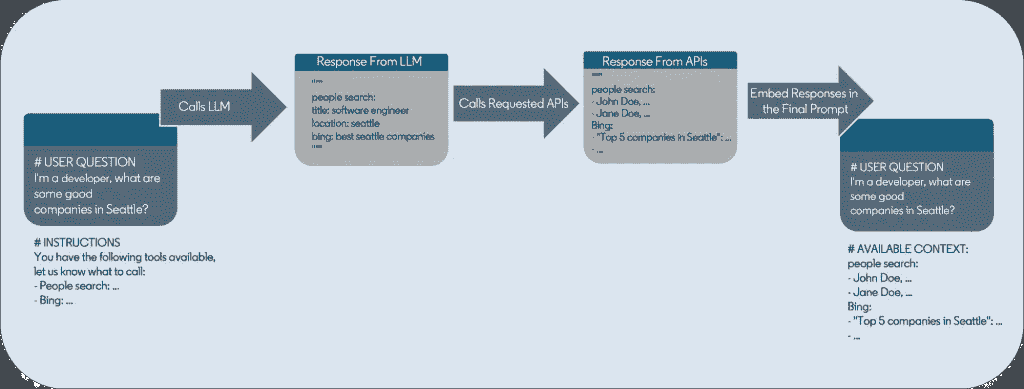 # USER QUESTION
I'm a developer, what are
some good
companies in Seattle?
# INSTRUCTIONS
You have the following tools available,
let us know what to call:
- People search: ...
- Bing: ...
Calls LLM
Response From LLM
"""
people search:
title: software engineer
location: seattle
bing: best seattle companies
"""
Calls Requested APIs
Response From APIs
"""
people search:
- John Doe, ...
- Jane Doe, ...
Bing:
- "Top 5 companies in Seattle": ...
- ...
Embed Responses in
the Final Prompt
# USER QUESTION
I'm a developer, what are
some good
companies in Seattle?
# AVAILABLE CONTEXT:
people search:
- John Doe, ...
- Jane Doe, ...
Bing:
- "Top 5 companies in Seattle": ...
- ...